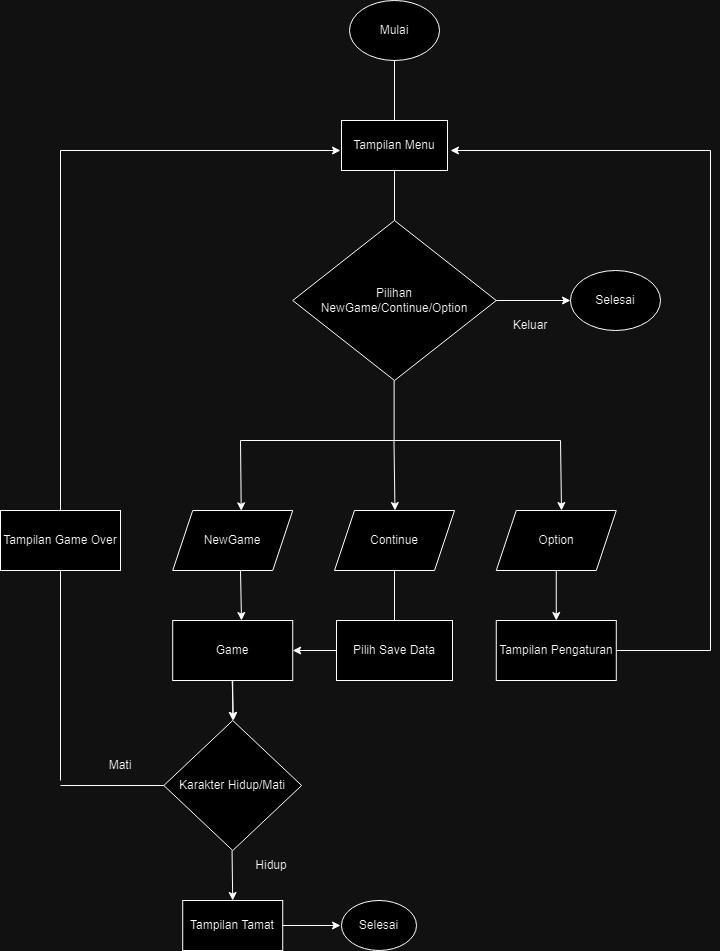 Mulai
Tampilan Menu
Pilihan
NewGame/Continue/Option
Selesai
Keluar
Tampilan Game Over
NewGame
Continue
Option
Game
Pilih Save Data
Tampilan Pengaturan
Mati
Karakter Hidup/Mati
Hidup
Tampilan Tamat
Selesai